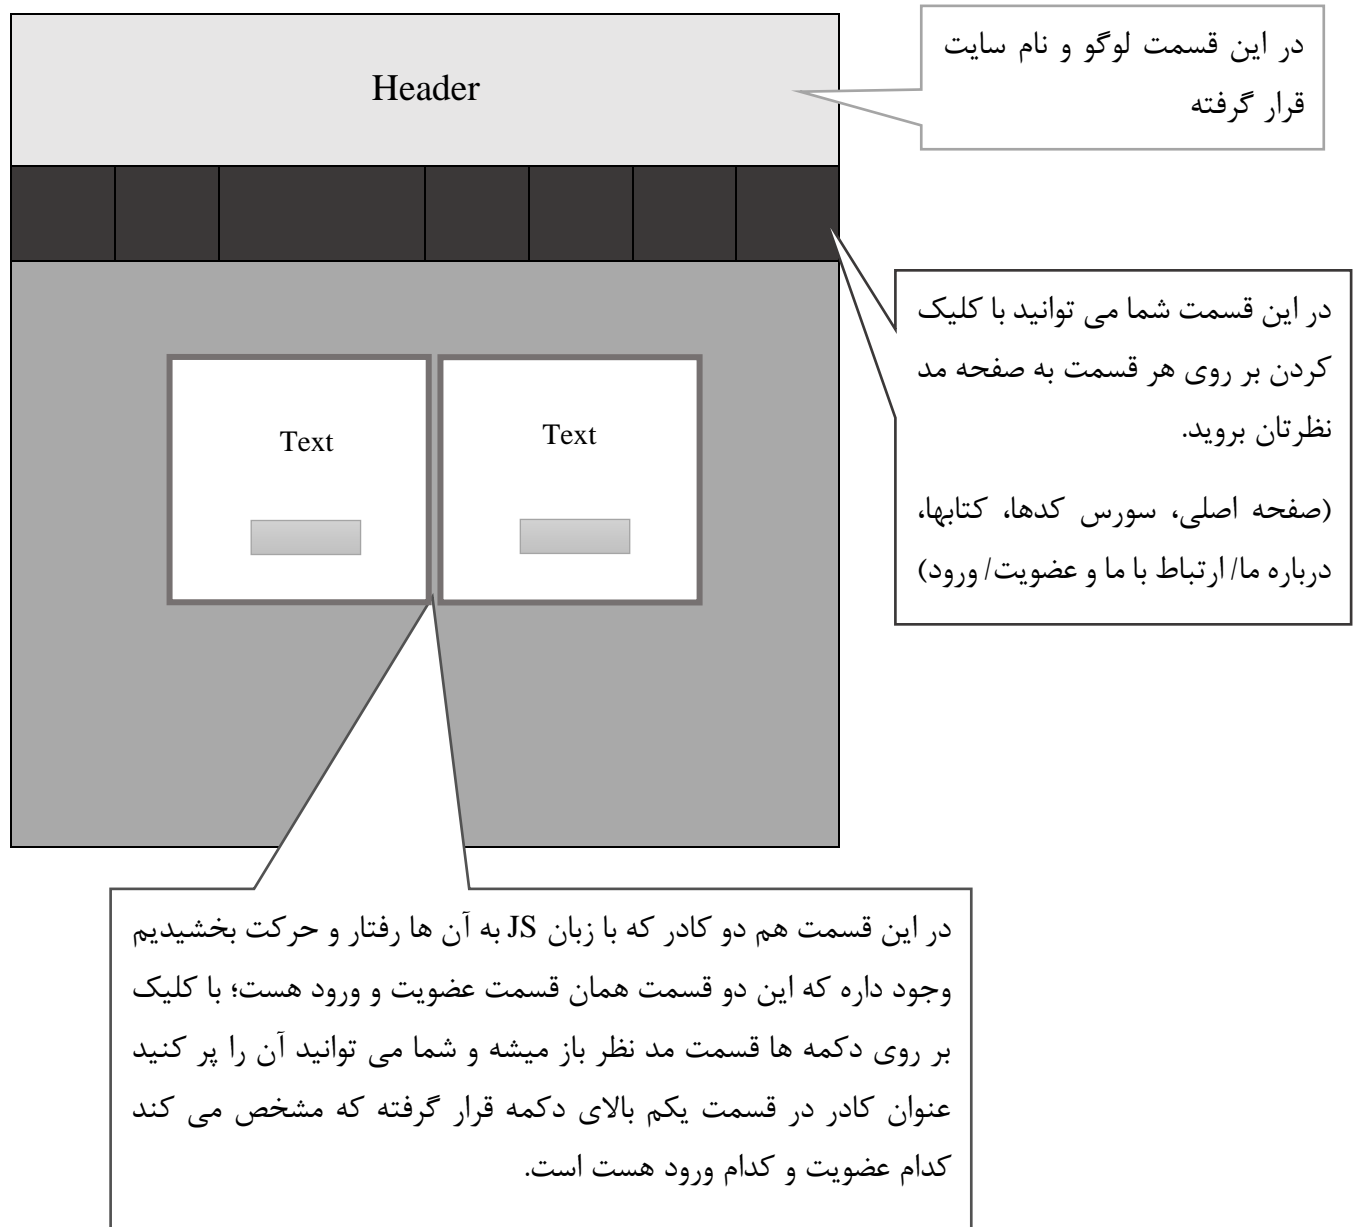 Header
در این قسمت لوگو و نام سایت
قرار گرفته
در این قسمت شما می توانید با کلیک
کردن بر روی هر قسمت به صفحه مد
نظرتان بروید.
(صفحه اصلی، سورس کدها، کتابها،
درباره ما/ ارتباط با ما و عضویت/ ورود)
Text
Text
در این قسمت هم دو کادر که با زبان JS به آن ها رفتار و حرکت بخشیدیم
وجود داره که این دو قسمت همان قسمت عضویت و ورود هست؛ با کلیک
بر روی دکمه ها قسمت مد نظر باز میشه و شما می توانید آن را پر کنید
عنوان کادر در قسمت یکم بالای دکمه قرار گرفته که مشخص می کند
کدام عضویت و کدام ورود هست است.